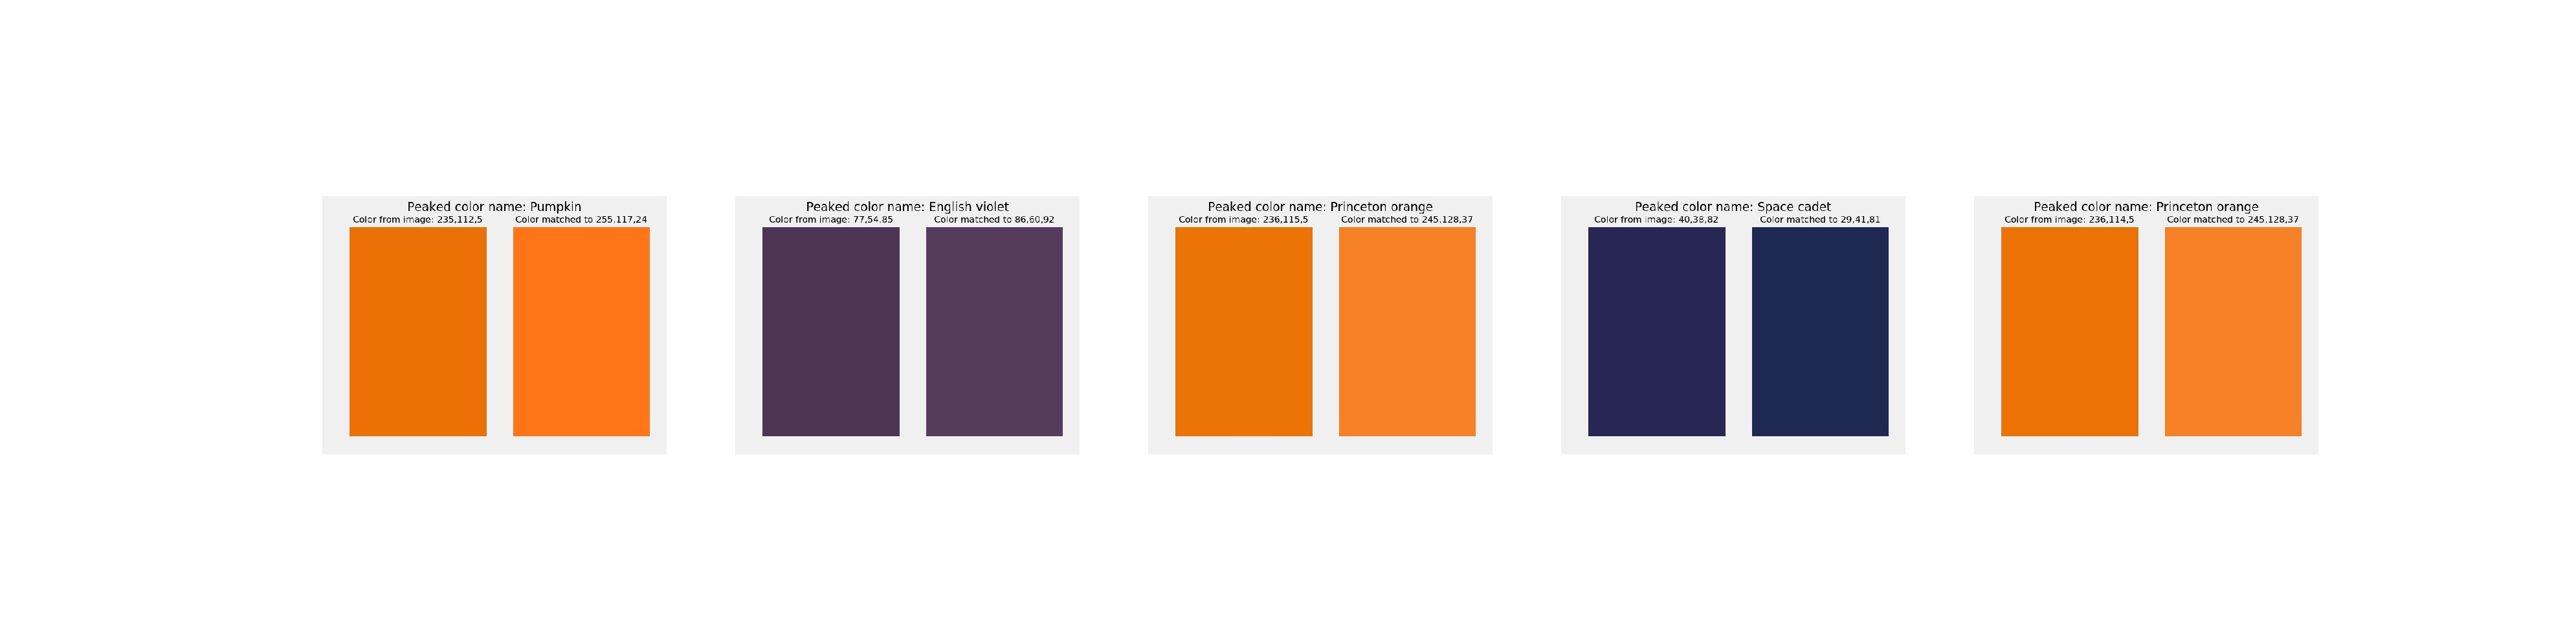 Peaked color name: Pumpkin
Color from image: 235,112,5
Color matched to 255,117,24
Peaked color name: English violet
Color from image: 77,54,85
Color matched to 86,60,92
Peaked color name: Princeton orange
Color from image: 236,115,5
Color matched to 245,128,37
Peaked color name: Space cadet
Color from image: 40,38,82
Color matched to 29,41,81
Peaked color name: Princeton orange
Color from image: 236,114,5
Color matched to 245,128,37